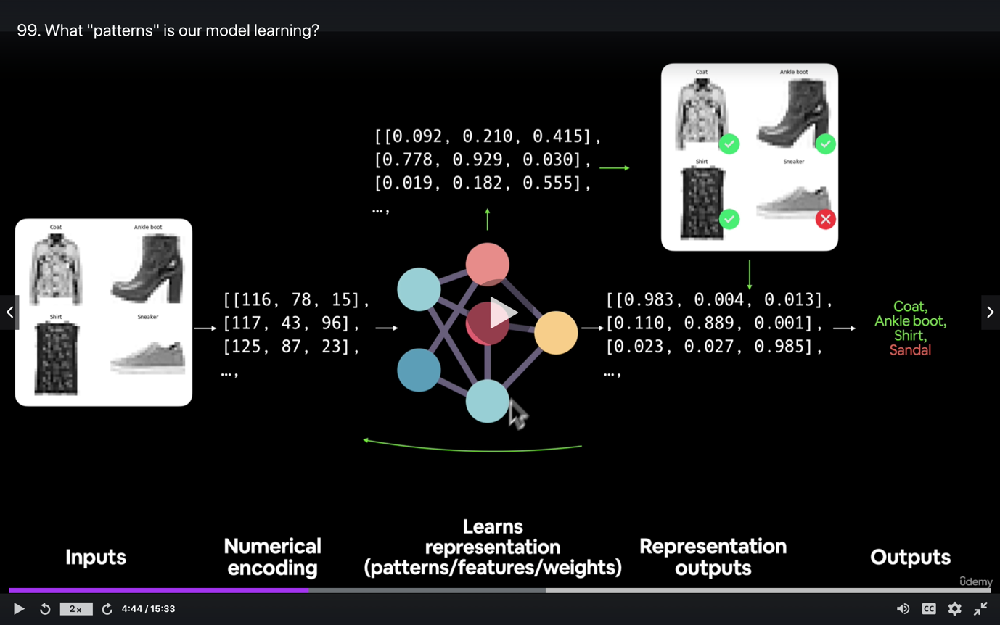 99. What "patterns" is our model learning?
Coat
Ankle boot
Shirt
Sneaker
[[0.092, 0.210, 0.415],
[0.778, 0.929, 0.030],
[0.019, 0.182, 0.555],
…,
Coat
Ankle boot
Shirt
Sneaker
[[116, 78, 15],
[117, 43, 96],
[125, 87, 23],
…,
[[0.983, 0.004, 0.013],
[0.110, 0.889, 0.001],
[0.023, 0.027, 0.985],
…,
Coat,
Ankle boot,
Shirt,
Sandal
Inputs
Numerical
encoding
Learns
representation
(patterns/features/weights)
Representation
outputs
Outputs
ûdemy
2x
4:44 / 15:33
CC